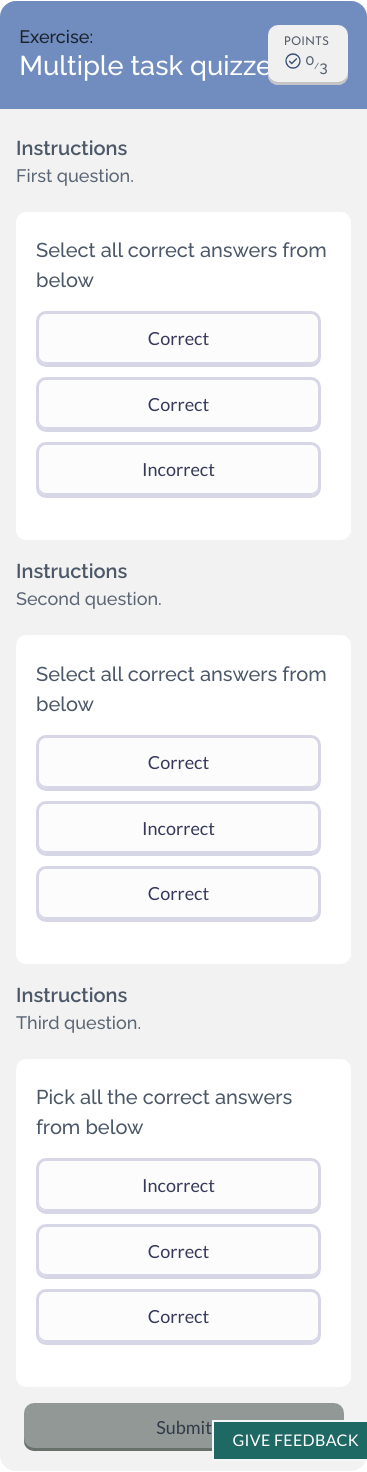 Exercise:
Multiple task quizze
POINTS
0/3
Instructions
First question.
Select all correct answers from
below
Correct
Correct
Incorrect
Instructions
Second question.
Select all correct answers from
below
Correct
Incorrect
Correct
Instructions
Third question.
Pick all the correct answers
from below
Incorrect
Correct
Correct
Submit
GIVE FEEDBACK